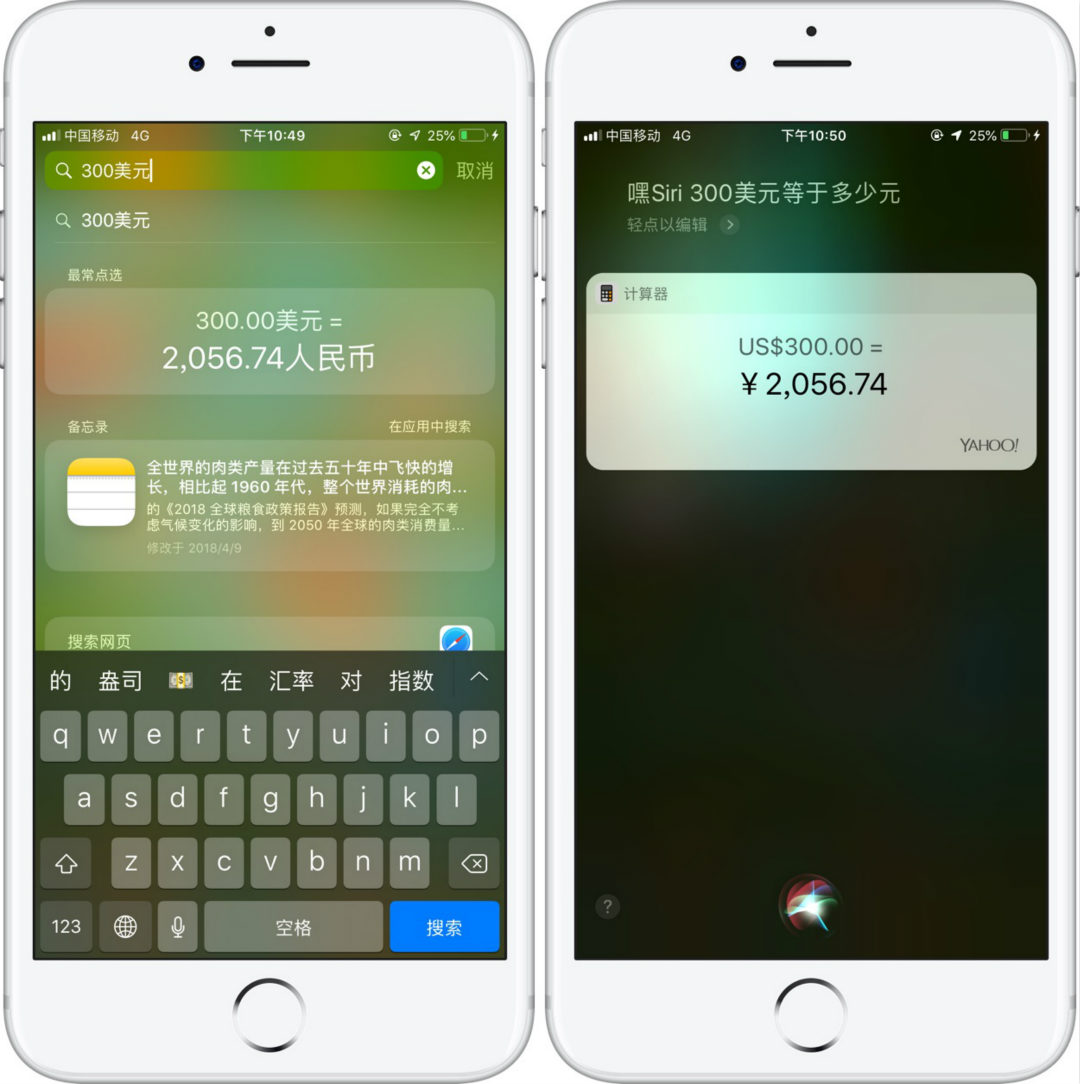 中国移动 4G 下午10:49 25%
300美元 取消
300美元
最常点选
300.00美元 =
2,056.74人民币
备忘录 在应用中搜索
全世界的肉类产量在过去五十年中飞快的增
长，相比起 1960 年代，整个世界消耗的肉...
的《2018 全球粮食政策报告》预测，如果完全不考
虑气候变化的影响，到 2050 年全球的肉类消费量...
修改于 2018/4/9
搜索网页
的 盎司 在 汇率 对 指数
q w e r t y u i o p
a s d f g h j k l
z x c v b n m
123 空格 搜索
中国移动 4G 下午10:50 25%
嘿Siri 300美元等于多少元
轻点以编辑
计算器
US$300.00 =
¥ 2,056.74
YAHOO!
?